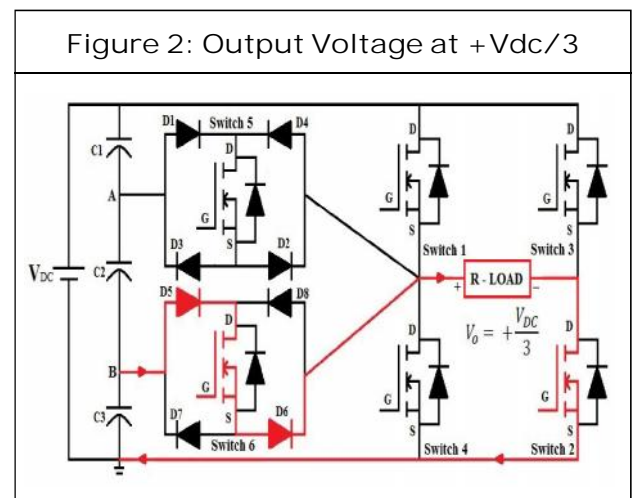 Figure 2: Output Voltage at +Vdc/3
D1 Switch 5 D4
D
G
S
D3 D2
C1
A
VDC
C2
D5 D8
D
G
S
D7 D6
Switch 6
B
C3
D
G
S
Switch 1
D
G
S
Switch 3
+ R - LOAD −
V0 = + VDC
3
D
G
S
Switch 4
D
G
S
Switch 2